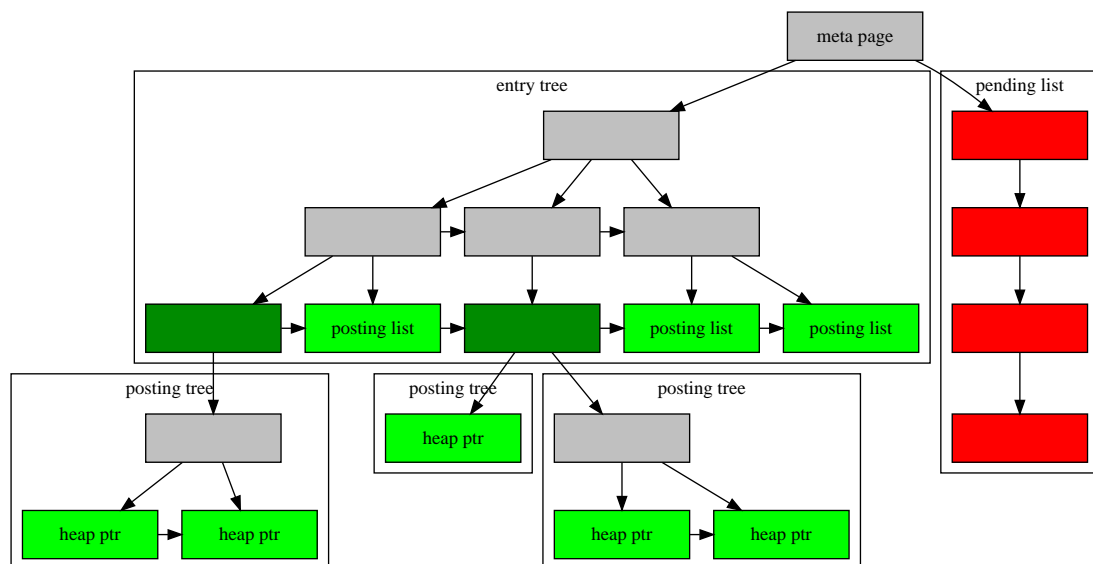 meta page
entry tree
pending list
posting list
posting list
posting list
posting tree
posting tree
posting tree
heap ptr
heap ptr
heap ptr
heap ptr
heap ptr